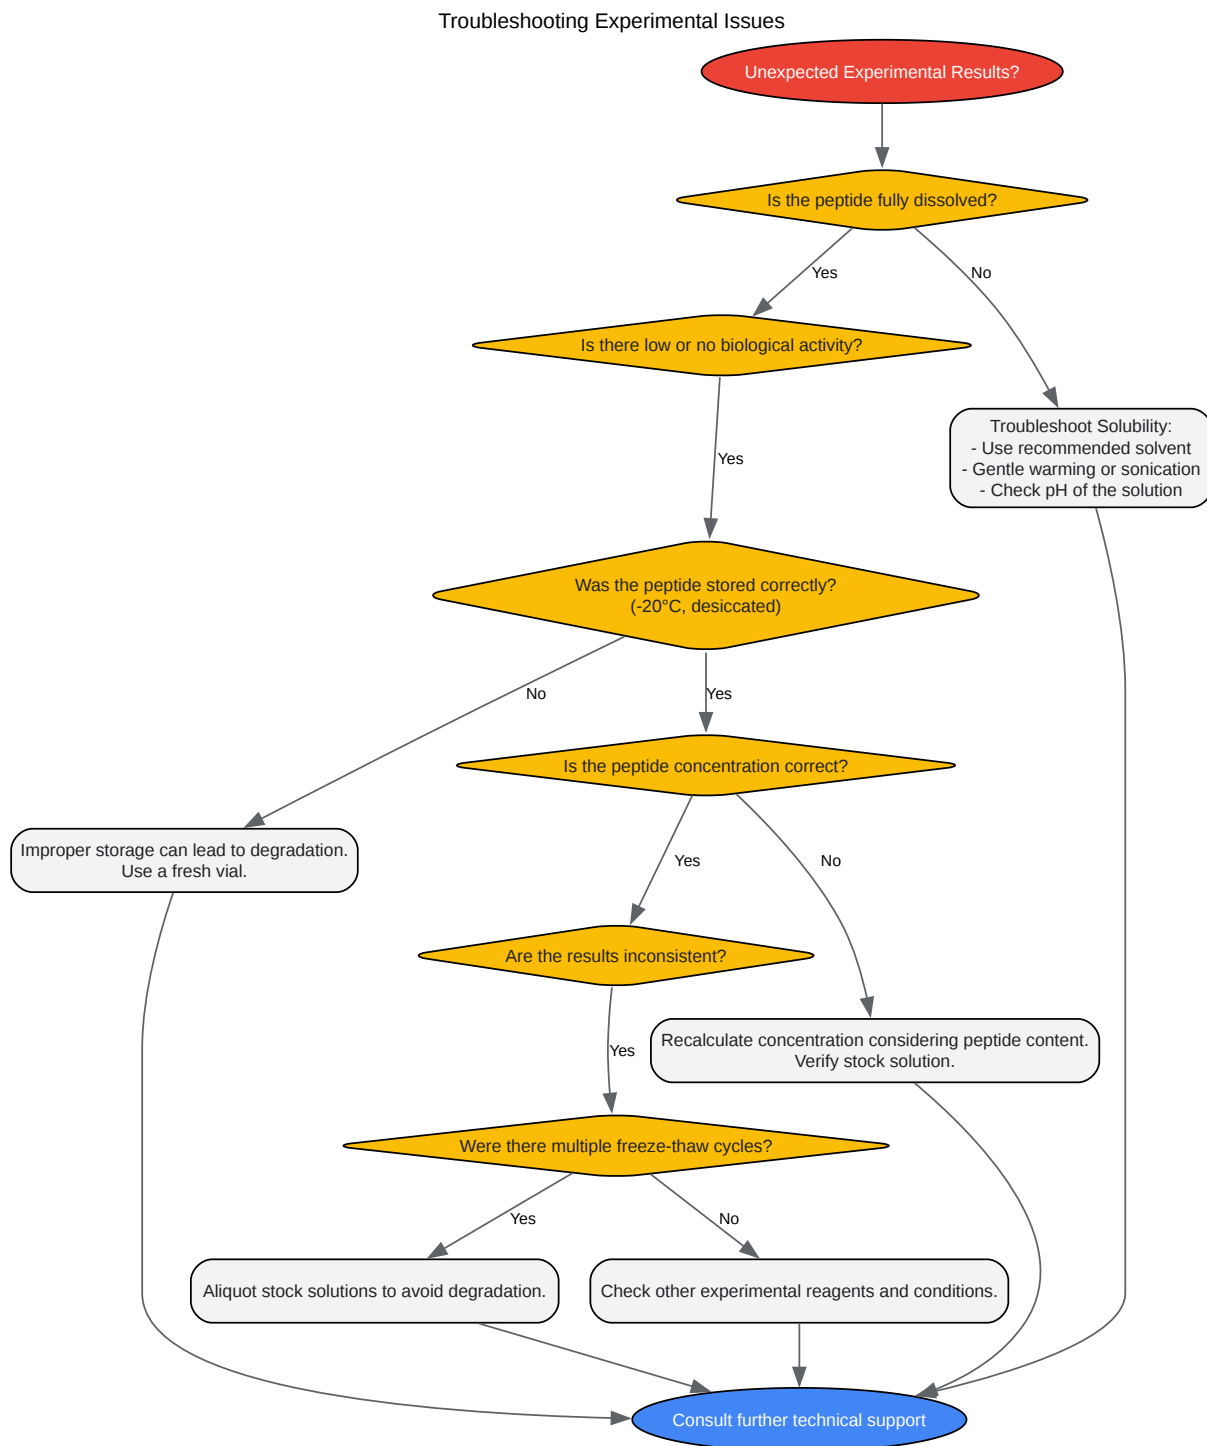 Troubleshooting Experimental Issues
Unexpected Experimental Results?
Is the peptide fully dissolved?
Yes
No
Is there low or no biological activity?
Troubleshoot Solubility:
- Use recommended solvent
- Gentle warming or sonication
- Check pH of the solution
Yes
Was the peptide stored correctly?
(-20°C, desiccated)
No
Yes
Is the peptide concentration correct?
Improper storage can lead to degradation.
Use a fresh vial.
Yes
No
Are the results inconsistent?
Recalculate concentration considering peptide content.
Verify stock solution.
Yes
Were there multiple freeze-thaw cycles?
Yes
No
Aliquot stock solutions to avoid degradation.
Check other experimental reagents and conditions.
Consult further technical support